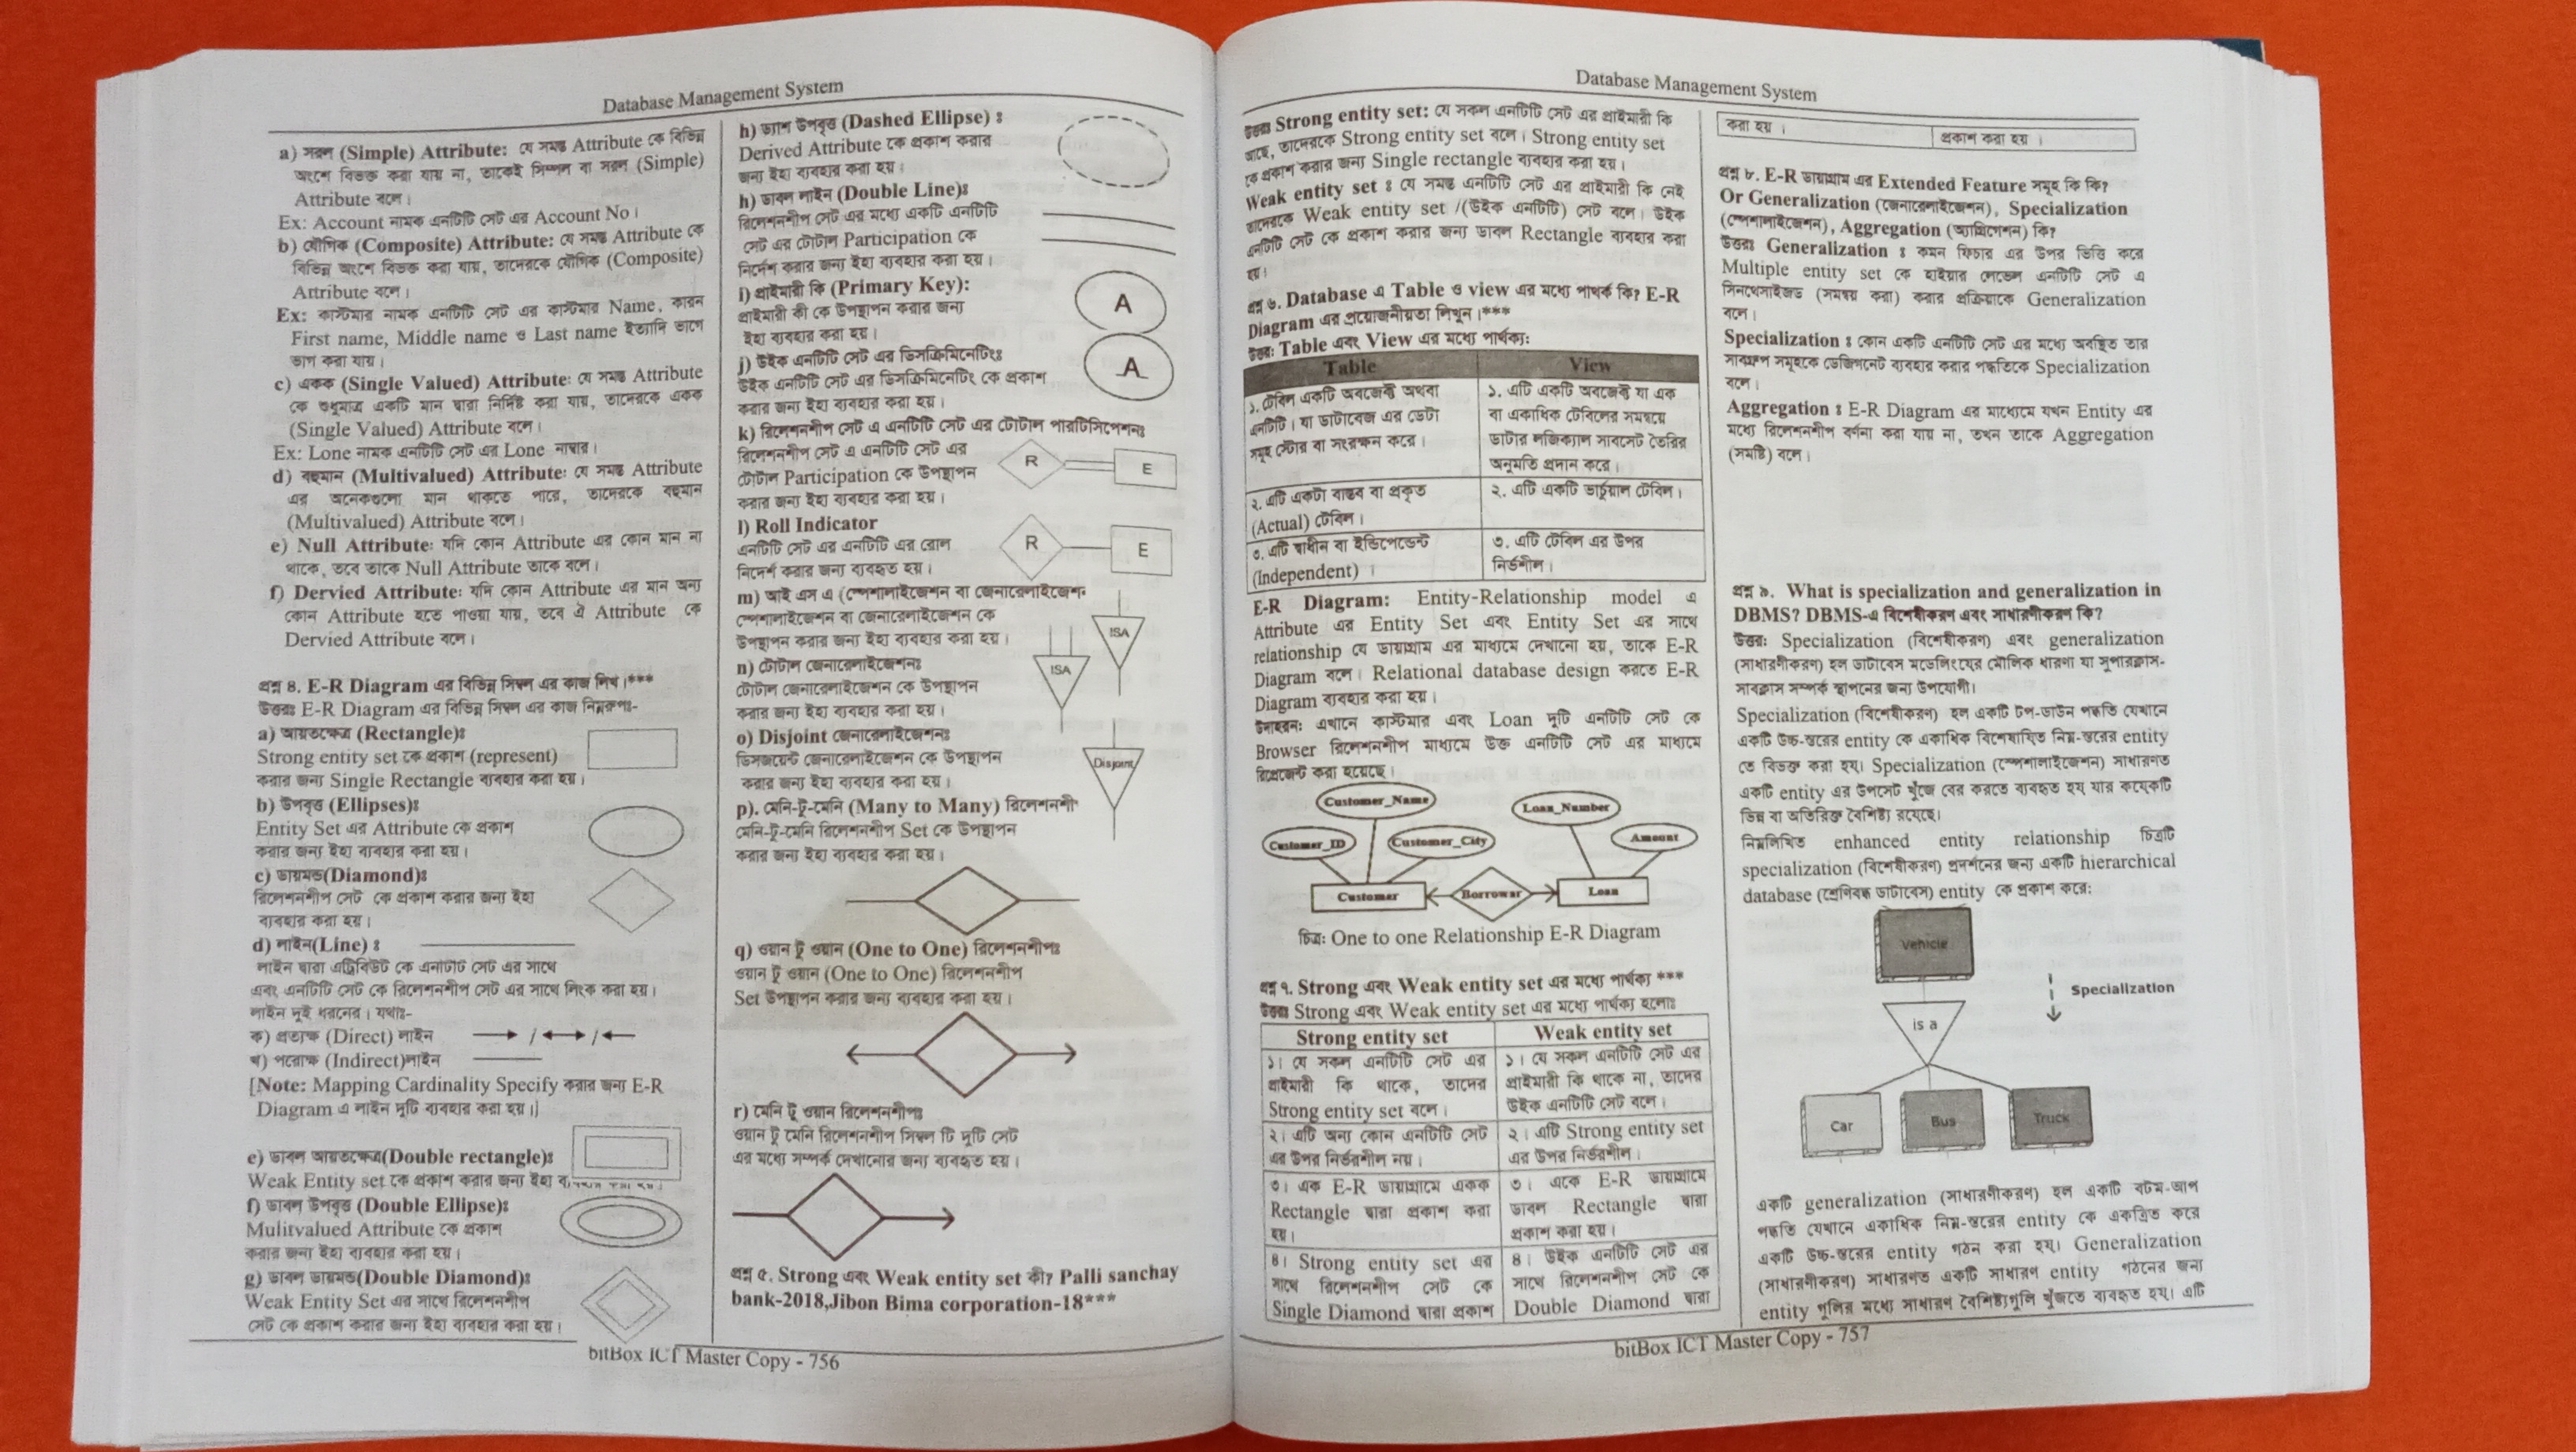 Database Management System
a) সরল (Simple) Attribute: যে সমস্ত Attribute কে বিভিন্ন
অংশে বিভক্ত করা যায় না, তাকেই সিম্পল বা সরল (Simple)
Attribute বলে।
Ex: Account নামক এনটিটি সেট এর Account No।
b) যৌগিক (Composite) Attribute: যে সমস্ত Attribute কে
বিভিন্ন অংশে বিভক্ত করা যায়, তাদেরকে যৌগিক (Composite)
Attribute বলে।
Ex: কাস্টমার নামক এনটিটি সেট এর কাস্টমার Name, কারন
First name, Middle name ও Last name ইত্যাদি ভাগে
ভাগ করা যায়।
c) একক (Single Valued) Attribute: যে সমস্ত Attribute
কে শুধুমাত্র একটি মান দ্বারা নির্দিষ্ট করা যায়, তাদেরকে একক
(Single Valued) Attribute বলে।
Ex: Lone নামক এনটিটি সেট এর Lone নাম্বার।
d) বহুমান (Multivalued) Attribute: যে সমস্ত Attribute
এর অনেকগুলো মান থাকতে পারে, তাদেরকে বহুমান
(Multivalued) Attribute বলে।
e) Null Attribute: যদি কোন Attribute এর কোন মান না
থাকে, তবে তাকে Null Attribute তাকে বলে।
f) Dervied Attribute: যদি কোন Attribute এর মান অন্য
কোন Attribute হতে পাওয়া যায়, তবে ঐ Attribute কে
Dervied Attribute বলে।
প্রশ্ন ৪. E-R Diagram এর বিভিন্ন সিম্বল এর কাজ লিখ।***
উত্তরঃ E-R Diagram এর বিভিন্ন সিম্বল এর কাজ নিম্নরুপঃ-
a) আয়তক্ষেত্র (Rectangle)ঃ
Strong entity set কে প্রকাশ (represent)
করার জন্য Single Rectangle ব্যবহার করা হয়।
b) উপবৃত্ত (Ellipses)ঃ
Entity Set এর Attribute কে প্রকাশ
করার জন্য ইহা ব্যবহার করা হয়।
c) ডায়মন্ড(Diamond)ঃ
রিলেশনশীপ সেট কে প্রকাশ করার জন্য ইহা
ব্যবহার করা হয়।
d) লাইন(Line) ঃ
লাইন দ্বারা এট্রিবিউট কে এনটিটি সেট এর সাথে
এবং এনটিটি সেট কে রিলেশনশীপ সেট এর সাথে লিংক করা হয়।
লাইন দুই ধরনের। যথাঃ-
ক) প্রত্যক্ষ (Direct) লাইন → / ↔ / ←
খ) পরোক্ষ (Indirect)লাইন
[Note: Mapping Cardinality Specify করার জন্য E-R
Diagram এ লাইন দুটি ব্যবহার করা হয়।]
e) ডাবল আয়তক্ষেত্র(Double rectangle)ঃ
Weak Entity set কে প্রকাশ করার জন্য ইহা
f) ডাবল উপবৃত্ত (Double Ellipse)ঃ
Mulitvalued Attribute কে প্রকাশ
করার জন্য ইহা ব্যবহার করা হয়।
g) ডাবল ডায়মন্ড(Double Diamond)ঃ
Weak Entity Set এর সাথে রিলেশনশীপ
সেট কে প্রকাশ করার জন্য ইহা ব্যবহার করা হয়।
h) ড্যাশ উপবৃত্ত (Dashed Ellipse) ঃ
Derived Attribute কে প্রকাশ করার
জন্য ইহা ব্যবহার করা হয়।
h) ডাবল লাইন (Double Line)ঃ
রিলেশনশীপ সেট এর মধ্যে একটি এনটিটি
সেট এর টোটাল Participation কে
নির্দেশ করার জন্য ইহা ব্যবহার করা হয়।
i) প্রাইমারী কি (Primary Key):
প্রাইমারী কী কে উপস্থাপন করার জন্য
ইহা ব্যবহার করা হয়।
A
j) উইক এনটিটি সেট এর ডিসক্রিমিনেটিংঃ
উইক এনটিটি সেট এর ডিসক্রিমিনেটিং কে প্রকাশ
করার জন্য ইহা ব্যবহার করা হয়।
A
k) রিলেশনশীপ সেট এ এনটিটি সেট এর টোটাল পারটিসিপেশনঃ
রিলেশনশীপ সেট এ এনটিটি সেট এর
টোটাল Participation কে উপস্থাপন
করার জন্য ইহা ব্যবহার করা হয়।
R E
l) Roll Indicator
এনটিটি সেট এর এনটিটি এর রোল
নিদের্শ করার জন্য ব্যবহৃত হয়।
R E
m) আই এস এ (স্পেশালাইজেশন বা জেনারেলাইজেশ
স্পেশালাইজেশন বা জেনারেলাইজেশন কে
উপস্থাপন করার জন্য ইহা ব্যবহার করা হয়।
ISA
n) টোটাল জেনারেলাইজেশনঃ
টোটাল জেনারেলাইজেশন কে উপস্থাপন
করার জন্য ইহা ব্যবহার করা হয়।
ISA
o) Disjoint জেনারেলাইজেশনঃ
ডিসজয়েন্ট জেনারেলাইজেশন কে উপস্থাপন
করার জন্য ইহা ব্যবহার করা হয়।
Disjoint
p). মেনি-টু-মেনি (Many to Many) রিলেশনশী
মেনি-টু-মেনি রিলেশনশীপ Set কে উপস্থাপন
করার জন্য ইহা ব্যবহার করা হয়।
q) ওয়ান টু ওয়ান (One to One) রিলেশনশীপঃ
ওয়ান টু ওয়ান (One to One) রিলেশনশীপ
Set উপস্থাপন করার জন্য ব্যবহার করা হয়।
r) মেনি টু ওয়ান রিলেশনশীপঃ
ওয়ান টু মেনি রিলেশনশীপ সিম্বল টি দুটি সেট
এর মধ্যে সম্পর্ক দেখানোর জন্য ব্যবহৃত হয়।
প্রশ্ন ৫. Strong এবং Weak entity set কী? Palli sanchay
bank-2018,Jibon Bima corporation-18***
bitBox ICT Master Copy - 756
Database Management System
উত্তরঃ Strong entity set: যে সকল এনটিটি সেট এর প্রাইমারী কি
আছে, তাদেরকে Strong entity set বলে। Strong entity set
কে প্রকাশ করার জন্য Single rectangle ব্যবহার করা হয়।
Weak entity set ঃ যে সমস্ত এনটিটি সেট এর প্রাইমারী কি নেই
তাদেরকে Weak entity set /(উইক এনটিটি) সেট বলে। উইক
এনটিটি সেট কে প্রকাশ করার জন্য ডাবল Rectangle ব্যবহার করা
হয়।
প্রশ্ন ৬. Database এ Table ও view এর মধ্যে পাথর্ক কি? E-R
Diagram এর প্রয়োজনীয়তা লিখুন।***
উত্তর: Table এবং View এর মধ্যে পার্থক্য:
Table View
১. টেবিল একটি অবজেক্ট অথবা
এনটিটি। যা ডাটাবেজ এর ডেটা
সমূহ স্টোর বা সংরক্ষন করে।
১. এটি একটি অবজেক্ট যা এক
বা একাধিক টেবিলের সমন্বয়ে
ডাটার লজিক্যাল সাবসেট তৈরির
অনুমতি প্রদান করে।
২. এটি একটা বাস্তব বা প্রকৃত
(Actual) টেবিল।
২. এটি একটি ভার্চুয়াল টেবিল।
৩. এটি স্বাধীন বা ইন্ডিপেন্ডেন্ট
(Independent) ।
৩. এটি টেবিল এর উপর
নির্ভশীল।
E-R Diagram: Entity-Relationship model এ
Attribute এর Entity Set এবং Entity Set এর সাথে
relationship যে ডায়াগ্রাম এর মাধ্যমে দেখানো হয়, তাকে E-R
Diagram বলে। Relational database design করতে E-R
Diagram ব্যবহার করা হয়।
উদাহরন: এখানে কাস্টমার এবং Loan দুটি এনটিটি সেট কে
Browser রিলেশনশীপ মাধ্যমে উক্ত এনটিটি সেট এর মাধ্যমে
রিপ্রেজেন্ট করা হয়েছে।
Customer_Name Loan_Number
Customer_ID Customer_City Amount
Customer Borrowar Loan
চিত্র: One to one Relationship E-R Diagram
প্রশ্ন ৭. Strong এবং Weak entity set এর মধ্যে পার্থক্য ***
উত্তরঃ Strong এবং Weak entity set এর মধ্যে পার্থক্য হলোঃ
Strong entity set Weak entity set
১। যে সকল এনটিটি সেট এর
প্রাইমারী কি থাকে, তাদের
Strong entity set বলে।
১। যে সকল এনটিটি সেট এর
প্রাইমারী কি থাকে না, তাদের
উইক এনটিটি সেট বলে।
২। এটি অন্য কোন এনটিটি সেট
এর উপর নির্ভরশীল নয়।
২। এটি Strong entity set
এর উপর নির্ভরশীল।
৩। এক E-R ডায়াগ্রামে একক
Rectangle দ্বারা প্রকাশ করা
হয়।
৩। একে E-R ডায়াগ্রামে
ডাবল Rectangle দ্বারা
প্রকাশ করা হয়।
৪। Strong entity set এর
সাথে রিলেশনশীপ সেট কে
Single Diamond দ্বারা প্রকাশ
৪। উইক এনটিটি সেট এর
সাথে রিলেশনশীপ সেট কে
Double Diamond দ্বারা
করা হয়। প্রকাশ করা হয়।
প্রশ্ন ৮. E-R ডায়াগ্রাম এর Extended Feature সমূহ কি কি?
Or Generalization (জেনারেলাইজেশন), Specialization
(স্পেশালাইজেশন), Aggregation (অ্যাগ্রিগেশন) কি?
উত্তরঃ Generalization ঃ কমন ফিচার এর উপর ভিত্তি করে
Multiple entity set কে হাইয়ার লেভেল এনটিটি সেট এ
সিনথেসাইজড (সমন্বয় করা) করার প্রক্রিয়াকে Generalization
বলে।
Specialization ঃ কোন একটি এনটিটি সেট এর মধ্যে অবস্থিত তার
সাবগ্রুপ সমূহকে ডেজিগনেট ব্যবহার করার পদ্ধতিকে Specialization
বলে।
Aggregation ঃ E-R Diagram এর মাধ্যেমে যখন Entity এর
মধ্যে রিলেশনশীপ বর্ণনা করা যায় না, তখন তাকে Aggregation
(সমষ্টি) বলে।
প্রশ্ন ৯. What is specialization and generalization in
DBMS? DBMS-এ বিশেষীকরণ এবং সাধারণীকরণ কি?
উত্তর: Specialization (বিশেষীকরণ) এবং generalization
(সাধারণীকরণ) হল ডাটাবেস মডেলিংয়ের মৌলিক ধারণা যা সুপারক্লাস-
সাবক্লাস সম্পর্ক স্থাপনের জন্য উপযোগী।
Specialization (বিশেষীকরণ) হল একটি টপ-ডাউন পদ্ধতি যেখানে
একটি উচ্চ-স্তরের entity কে একাধিক বিশেষায়িত নিম্ন-স্তরের entity
তে বিভক্ত করা হয়। Specialization (স্পেশালাইজেশন) সাধারণত
একটি entity এর উপসেট খুঁজে বের করতে ব্যবহৃত হয় যার কয়েকটি
ভিন্ন বা অতিরিক্ত বৈশিষ্ট্য রয়েছে।
নিম্নলিখিত enhanced entity relationship চিত্রটি
specialization (বিশেষীকরণ) প্রদর্শনের জন্য একটি hierarchical
database (শ্রেণিবদ্ধ ডাটাবেস) entity কে প্রকাশ করে:
Vehicle
Specialization
is a
Car Bus Truck
একটি generalization (সাধারণীকরণ) হল একটি বটম-আপ
পদ্ধতি যেখানে একাধিক নিম্ন-স্তরের entity কে একত্রিত করে
একটি উচ্চ-স্তরের entity গঠন করা হয়। Generalization
(সাধারণীকরণ) সাধারণত একটি সাধারণ entity গঠনের জন্য
entity গুলির মধ্যে সাধারণ বৈশিষ্ট্যগুলি খুঁজতে ব্যবহৃত হয়। এটি
bitBox ICT Master Copy - 757